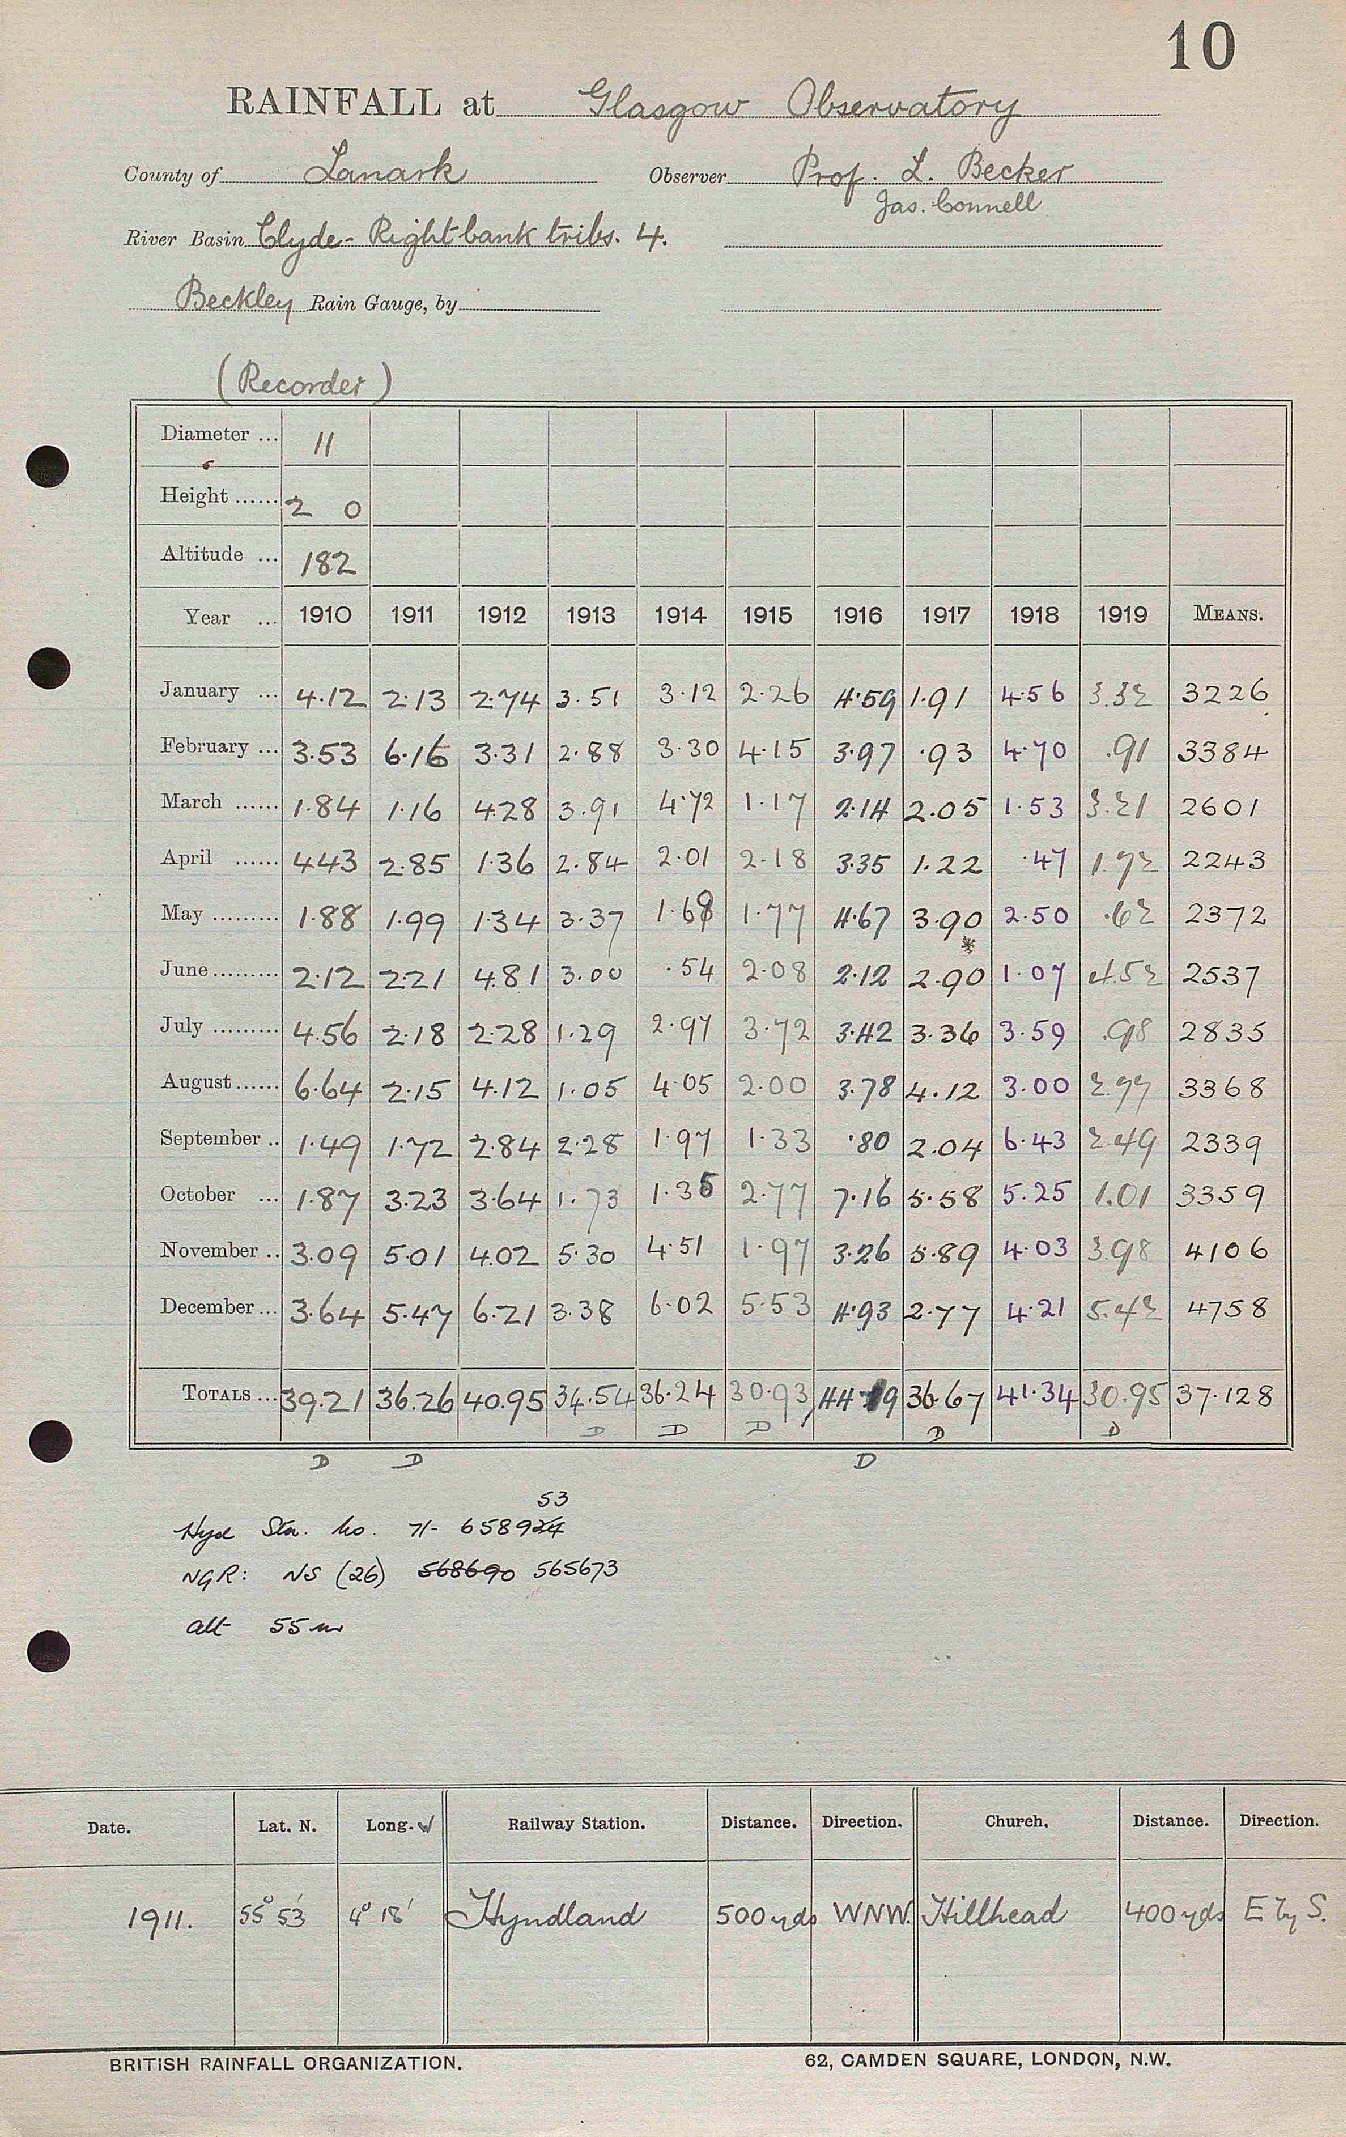 10
RAINFALL at Glasgow Observatory
County of Lanark Observer Prof. L. Becker
Jas. Connell
River Basin Clyde - Right bank tribs. 4.
Beckley Rain Gauge, by
(Recorder)
Diameter ... 11
Height ...... 2 0
Altitude ... 182
Year ... 1910 1911 1912 1913 1914 1915 1916 1917 1918 1919 MEANS.
January ... 4.12 2.13 2.74 3.51 3.12 2.26 4.59 1.91 4.56 3.32 3226
February ... 3.53 6.16 3.31 2.88 3.30 4.15 3.97 .93 4.70 .91 3384
March ...... 1.84 1.16 4.28 3.91 4.72 1.17 2.14 2.05 1.53 3.21 2601
April ...... 4.43 2.85 1.36 2.84 2.01 2.18 3.35 1.22 .47 1.72 2243
May ......... 1.88 1.99 1.34 3.37 1.68 1.77 4.67 3.90 2.50 .62 2372
June ......... 2.12 2.21 4.81 3.00 .54 2.08 2.12 2.90 1.07 4.52 2537
July ......... 4.56 2.18 2.28 1.29 2.97 3.72 3.42 3.36 3.59 .98 2835
August ...... 6.64 2.15 4.12 1.05 4.05 2.00 3.78 4.12 3.00 2.77 3368
September .. 1.49 1.72 2.84 2.28 1.97 1.33 .80 2.04 6.43 2.49 2339
October ... 1.87 3.23 3.64 1.73 1.35 2.77 7.16 5.58 5.25 1.01 3359
November .. 3.09 5.01 4.02 5.30 4.51 1.97 3.26 5.89 4.03 3.98 4106
December ... 3.64 5.47 6.21 3.38 6.02 5.53 4.93 2.77 4.21 5.42 4758
TOTALS ... 39.21 36.26 40.95 34.54 36.24 30.93 44.19 36.67 41.34 30.95 37.128
D D D D D
D D D
53
Hyd Stn. No. 71- 658924
NGR: NS (26) 568690 565673
alt 55 m
Date. Lat. N. Long. W Railway Station. Distance. Direction. Church. Distance. Direction.
1911. 55° 53' 4° 18' Hyndland 500 yds WNW. Hillhead 400 yds E by S.
BRITISH RAINFALL ORGANIZATION. 62, CAMDEN SQUARE, LONDON, N.W.